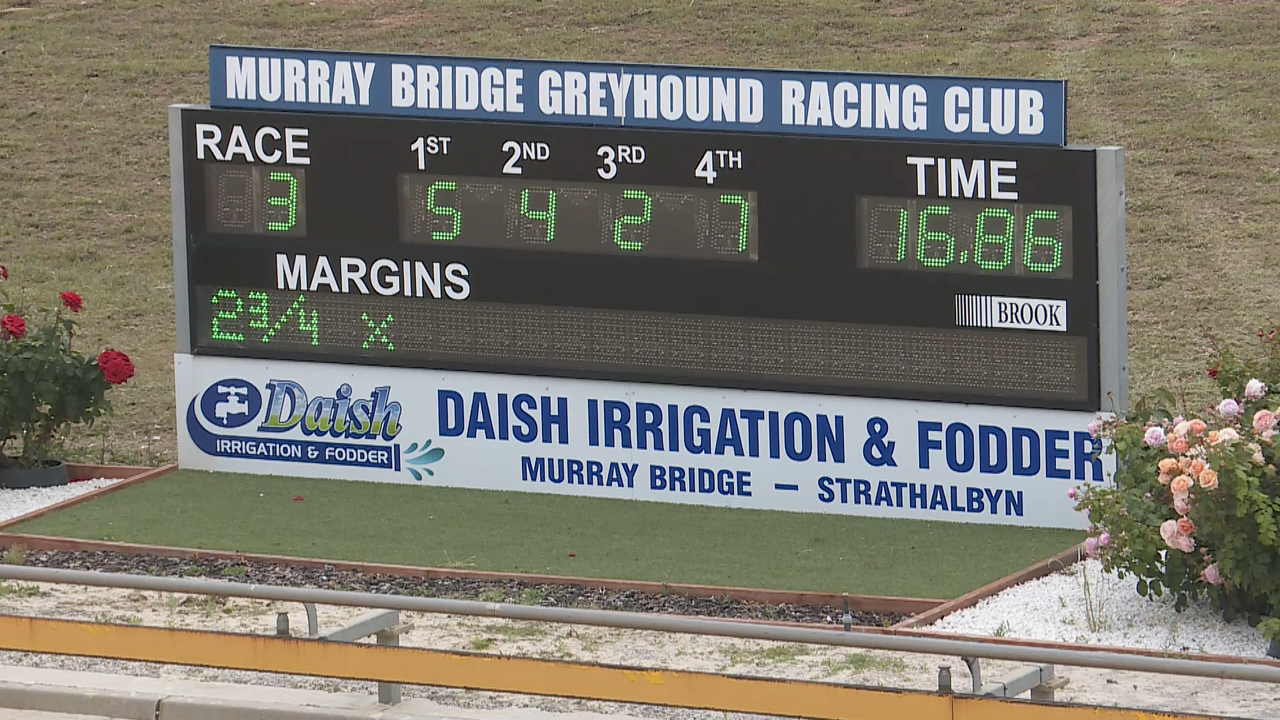 MURRAY BRIDGE GREYHOUND RACING CLUB
RACE 1ST 2ND 3RD 4TH TIME
3 5 4 2 7 16.86
MARGINS
2 3/4 x
BROOK
Daish
IRRIGATION & FODDER
DAISH IRRIGATION & FODDER
MURRAY BRIDGE – STRATHALBYN